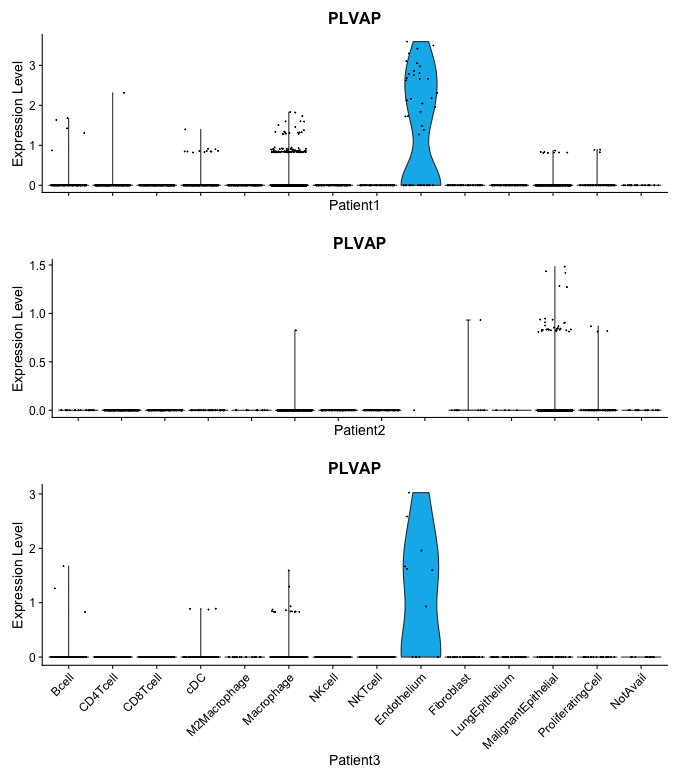 PLVAP
Expression Level
3
2
1
0
Patient1
PLVAP
Expression Level
1.5
1.0
0.5
0.0
Patient2
PLVAP
Expression Level
3
2
1
0
Bcell
CD4Tcell
CD8Tcell
cDC
M2Macrophage
Macrophage
NKcell
NKTcell
Endothelium
Fibroblast
LungEpithelium
MalignantEpithelial
ProliferatingCell
NotAvail
Patient3